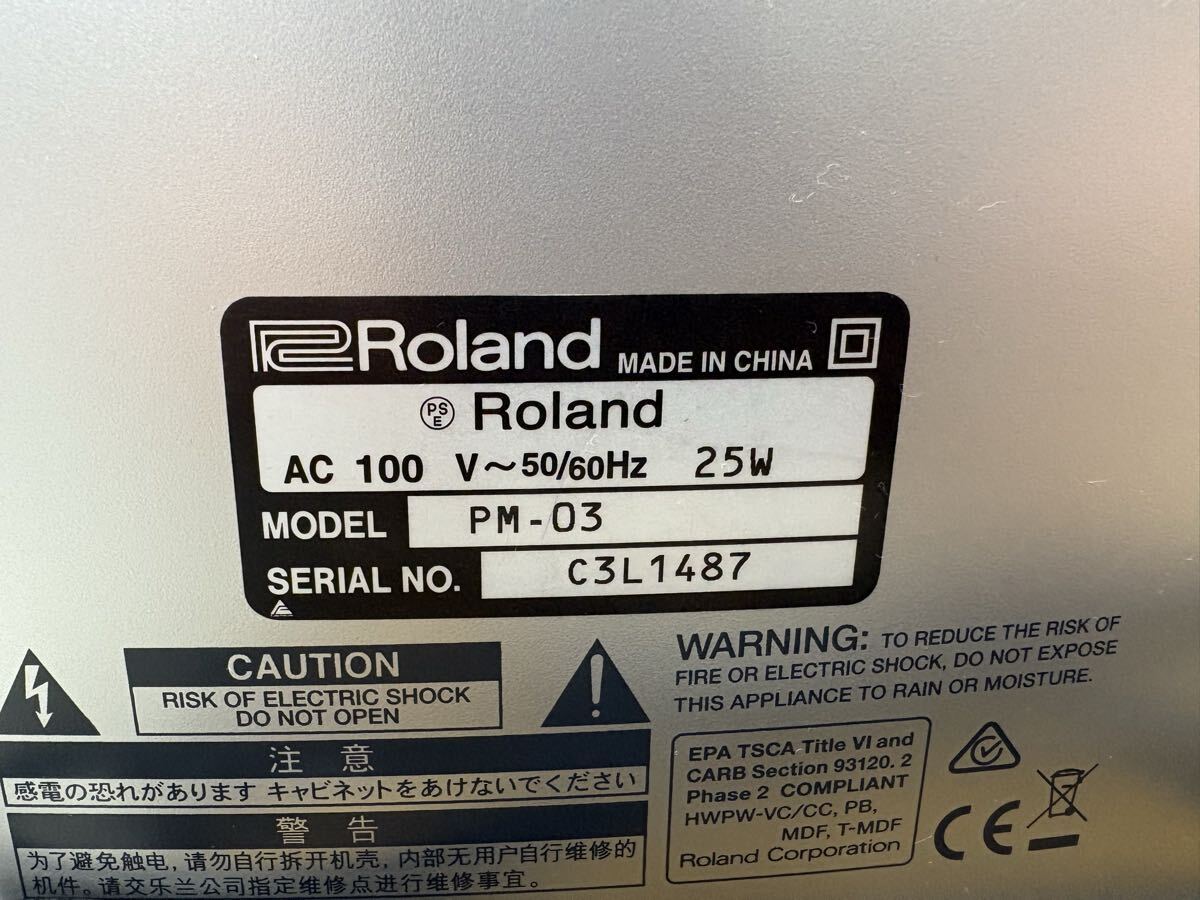 Roland MADE IN CHINA
PSE Roland
AC 100 V～50/60Hz 25W
MODEL PM-03
SERIAL NO. C3L1487
CAUTION
RISK OF ELECTRIC SHOCK
DO NOT OPEN
WARNING: TO REDUCE THE RISK OF
FIRE OR ELECTRIC SHOCK, DO NOT EXPOSE
THIS APPLIANCE TO RAIN OR MOISTURE.
注 意
感電の恐れがあります キャビネットをあけないでください
警 告
为了避免触电，请勿自行拆开机壳，内部无用户自行维修的
机件。请交乐兰公司指定维修点进行维修事宜。
EPA TSCA Title VI and
CARB Section 93120. 2
Phase 2 COMPLIANT
HWPW-VC/CC, PB,
MDF, T-MDF
Roland Corporation
CE